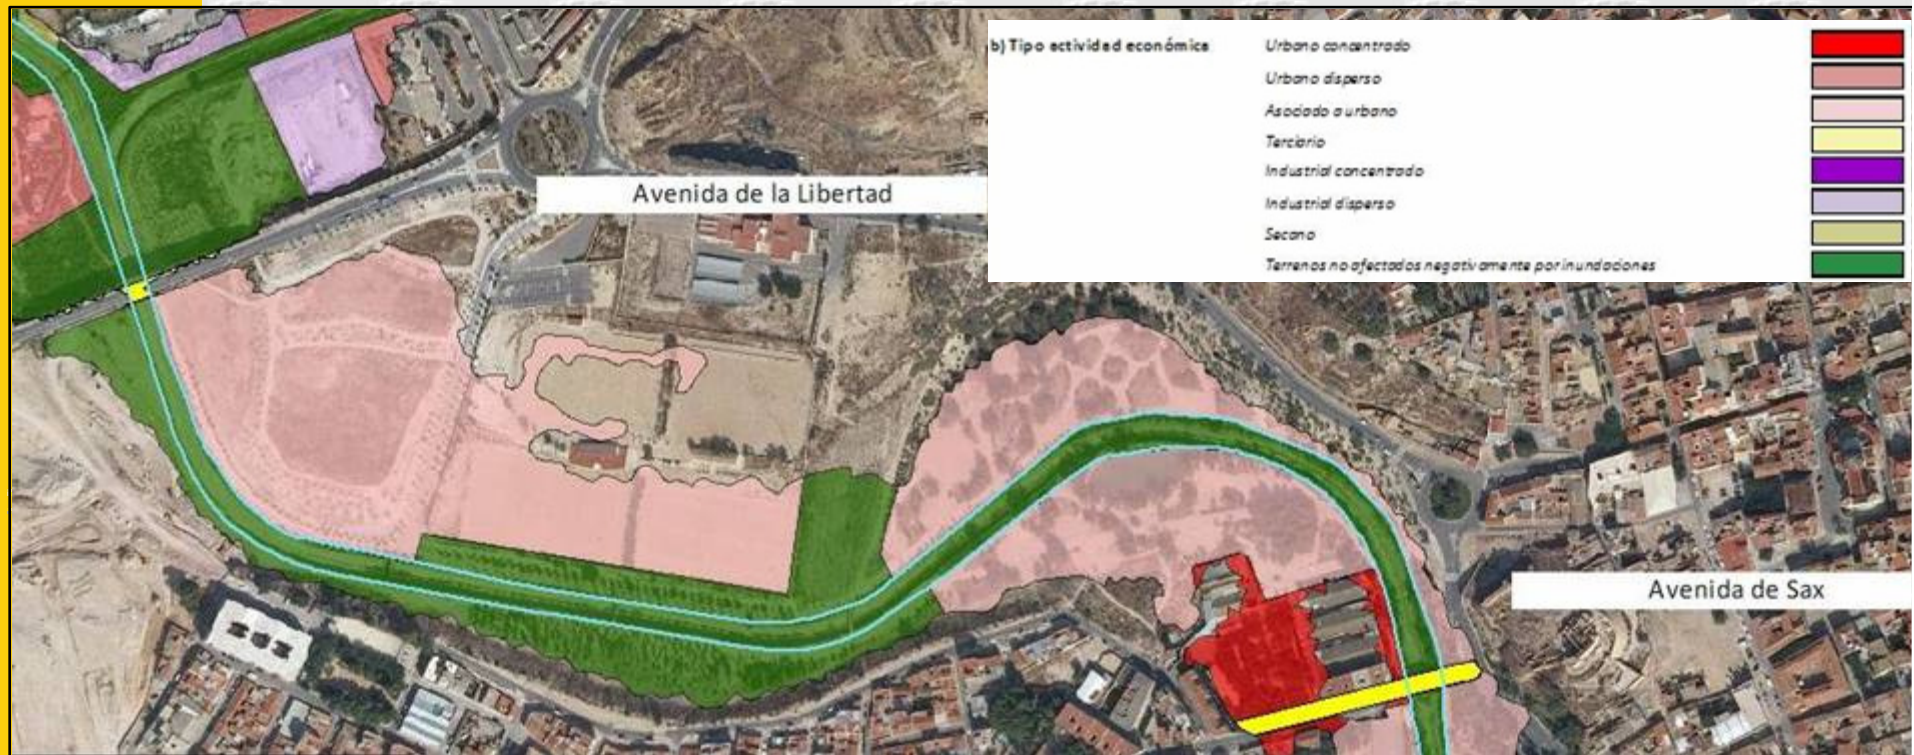 b) Tipo actividad económica
Urbano concentrado
Urbano disperso
Asociado a urbano
Terciario
Industrial concentrado
Industrial disperso
Secano
Terrenos no afectados negativamente por inundaciones
Avenida de la Libertad
Avenida de Sax